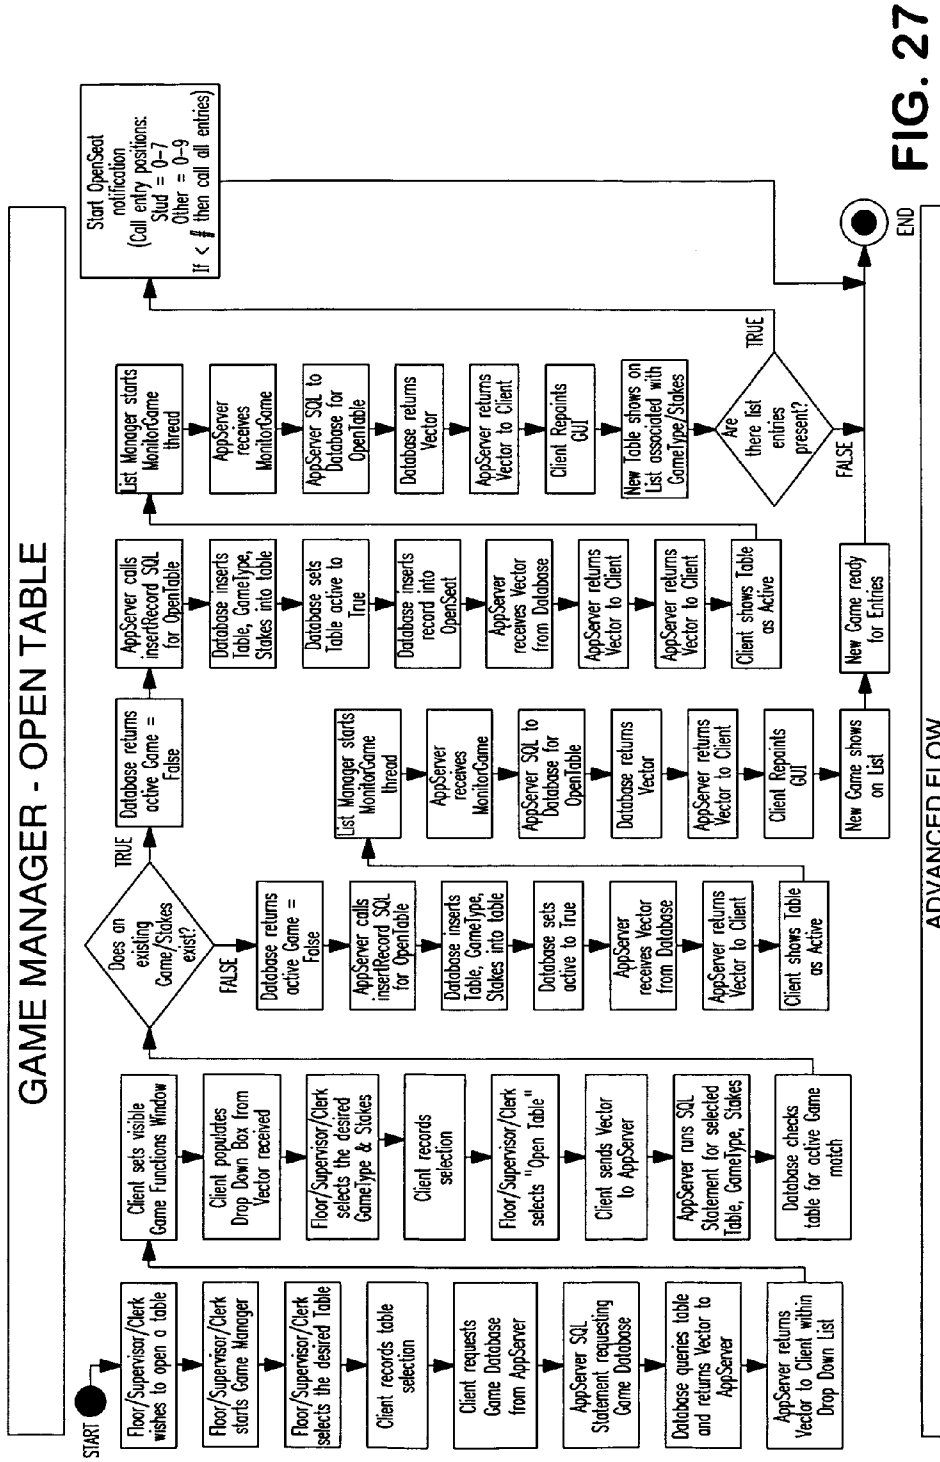 GAME MANAGER - OPEN TABLE
START
Floor/Supervisor/Clerk
wishes to open a table
Floor/Supervisor/Clerk
starts Game Manager
Floor/Supervisor/Clerk
selects the desired Table
Client records table
selection
Client requests
Game Database
from AppServer
AppServer SQL
Statement requesting
Game Database
Database queries table
and returns Vector to
AppServer
AppServer returns
Vector to Client within
Drop Down List
Client sets visible
Game Functions Window
Client populates
Drop Down Box from
Vector received
Floor/Supervisor/Clerk
selects the desired
GameType & Stakes
Client records
selection
Floor/Supervisor/Clerk
selects "Open Table"
Client sends Vector
to AppServer
AppServer runs SQL
Statement for selected
Table, GameType, Stakes
Database checks
table for active Game
match
Does an
existing
Game/Stakes
exist?
TRUE
FALSE
Database returns
active Game =
False
AppServer calls
insertRecord SQL
for OpenTable
Database inserts
Table, GameType,
Stakes into table
Database sets
active to True
AppServer
receives Vector
from Database
AppServer returns
Vector to Client
Client shows Table
as Active
List Manager starts
MonitorGame
thread
AppServer
receives
MonitorGame
AppServer SQL to
Database for
OpenTable
Database returns
Vector
AppServer returns
Vector to Client
Client Repaints
GUI
New Game shows
on List
New Game ready
for Entries
Database returns
active Game =
False
AppServer calls
insertRecord SQL
for OpenTable
Database inserts
Table, GameType,
Stakes into table
Database sets
Table active to
True
Database inserts
record into
OpenSeat
AppServer
receives Vector
from Database
AppServer returns
Vector to Client
AppServer returns
Vector to Client
Client shows Table
as Active
List Manager starts
MonitorGame
thread
AppServer
receives
MonitorGame
AppServer SQL to
Database for
OpenTable
Database returns
Vector
AppServer returns
Vector to Client
Client Repaints
GUI
New Table shows on
List associated with
GameType/Stakes
Are
there list
entries
present?
TRUE
FALSE
Start OpenSeat
notification
(Call entry positions:
Stud = 0-7
Other = 0-9
If < # then call all entries)
END
ADVANCED FLOW
FIG. 27